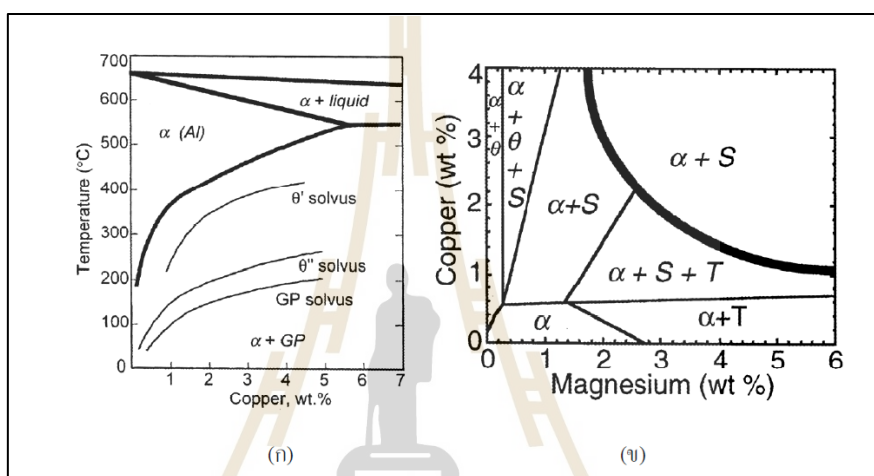 700
600
500
400
300
200
100
0
Temperature (°C)
α + liquid
α (Al)
θ' solvus
θ" solvus
GP solvus
α + GP
1 2 3 4 5 6 7
Copper, wt.%
(ก)
4
3
2
1
0
Copper (wt %)
α + θ
α + θ + S
α+S
α + S
α + S + T
α
α+T
0 1 2 3 4 5 6
Magnesium (wt %)
(ข)